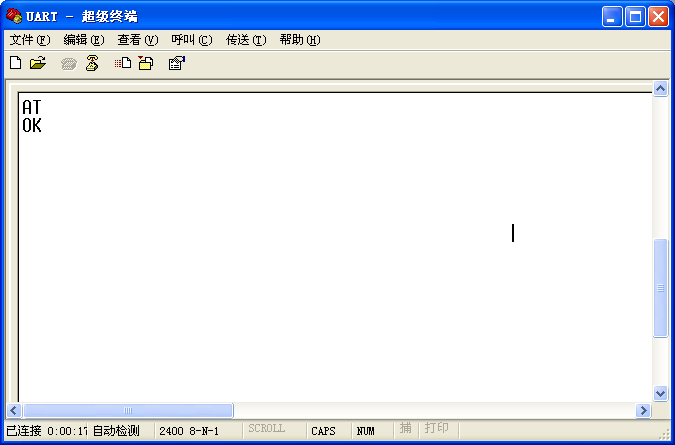 UART - 超级终端
文件(F) 编辑(E) 查看(V) 呼叫(C) 传送(T) 帮助(H)
AT
OK
已连接 0:00:17 自动检测 2400 8-N-1 SCROLL CAPS NUM 捕 打印